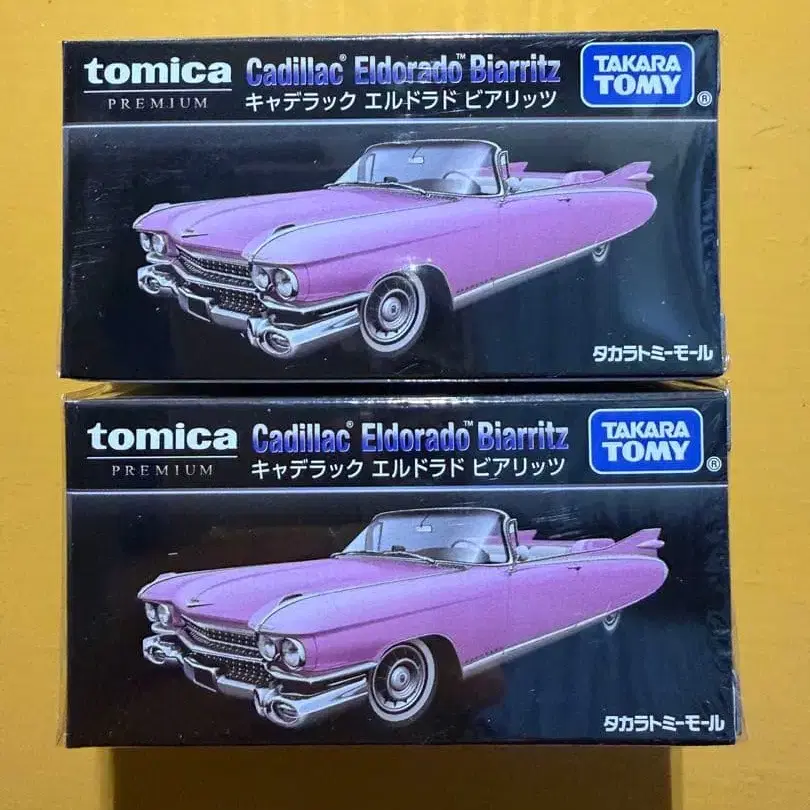 tomica
PREMIUM
Cadillac® Eldorado™ Biarritz
キャデラック エルドラド ビアリッツ
TAKARA
TOMY
®
タカラトミーモール
tomica
PREMIUM
Cadillac® Eldorado™ Biarritz
キャデラック エルドラド ビアリッツ
TAKARA
TOMY
®
タカラトミーモール